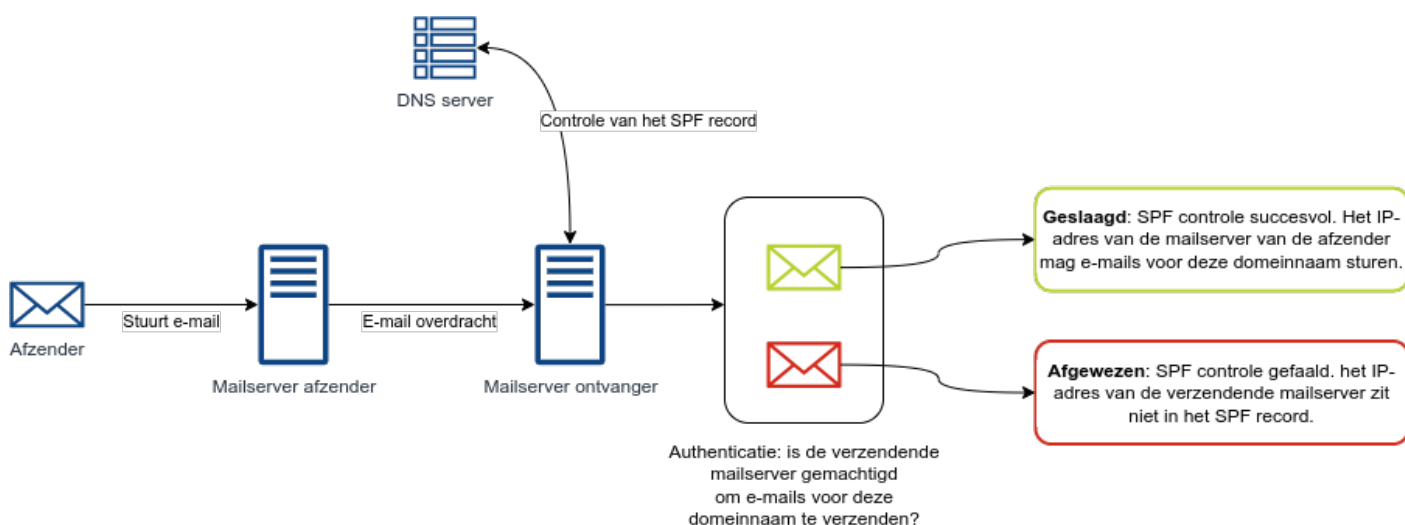 DNS server
Controle van het SPF record
Afzender
Stuurt e-mail
Mailserver afzender
E-mail overdracht
Mailserver ontvanger
Authenticatie: is de verzendende
mailserver gemachtigd
om e-mails voor deze
domeinnaam te verzenden?
Geslaagd: SPF controle succesvol. Het IP-
adres van de mailserver van de afzender
mag e-mails voor deze domeinnaam sturen.
Afgewezen: SPF controle gefaald. het IP-
adres van de verzendende mailserver zit
niet in het SPF record.